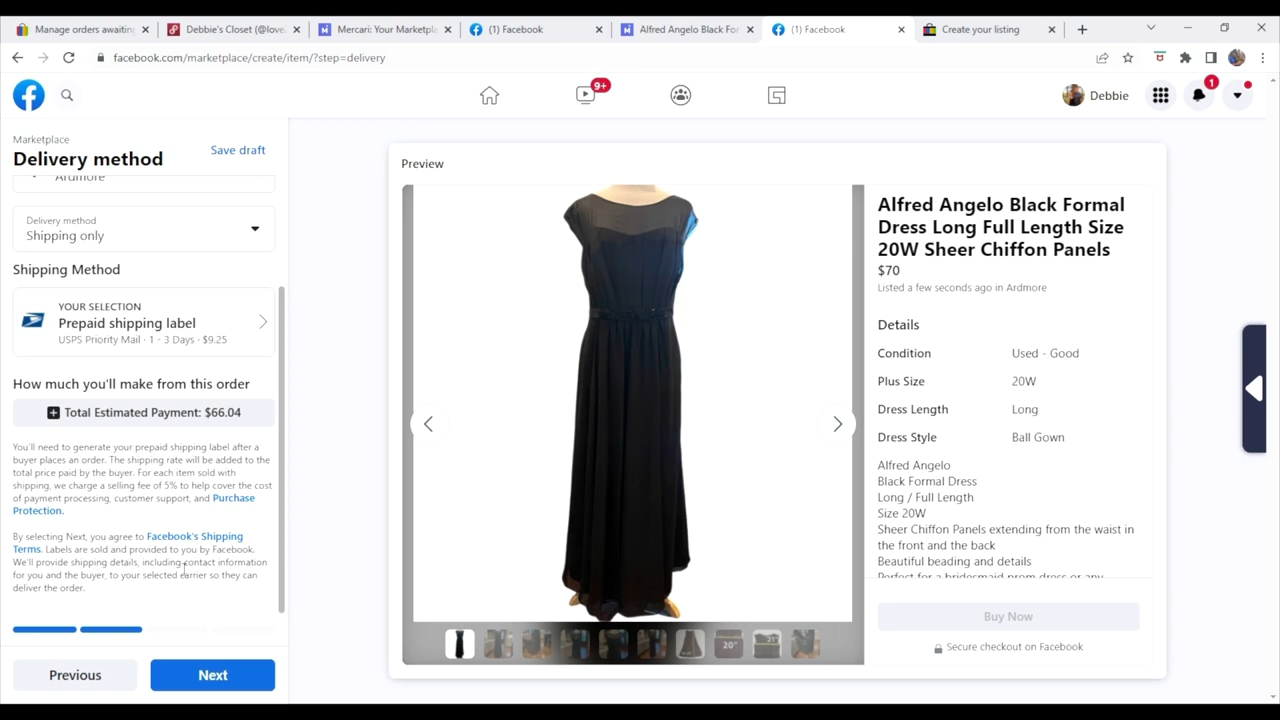 Manage orders awaitin
Debbie's Closet (@love.
Mercari: Your Marketpla
(1) Facebook
Alfred Angelo Black For
(1) Facebook
Create your listing
facebook.com/marketplace/create/item/?step=delivery
9+
Debbie
1
Marketplace
Delivery method
Save draft
Ardmore
Delivery method
Shipping only
Shipping Method
YOUR SELECTION
Prepaid shipping label
USPS Priority Mail · 1 - 3 Days · $9.25
How much you'll make from this order
Total Estimated Payment: $66.04
You'll need to generate your prepaid shipping label after a
buyer places an order. The shipping rate will be added to the
total price paid by the buyer. For each item sold with
shipping, we charge a selling fee of 5% to help cover the cost
of payment processing, customer support, and Purchase
Protection.
By selecting Next, you agree to Facebook's Shipping
Terms. Labels are sold and provided to you by Facebook.
We'll provide shipping details, including contact information
for you and the buyer, to your selected carrier so they can
deliver the order.
Previous
Next
Preview
20"
21"
Alfred Angelo Black Formal
Dress Long Full Length Size
20W Sheer Chiffon Panels
$70
Listed a few seconds ago in Ardmore
Details
Condition Used - Good
Plus Size 20W
Dress Length Long
Dress Style Ball Gown
Alfred Angelo
Black Formal Dress
Long / Full Length
Size 20W
Sheer Chiffon Panels extending from the waist in
the front and the back
Beautiful beading and details
Perfect for a bridesmaid prom dress or any
Buy Now
Secure checkout on Facebook